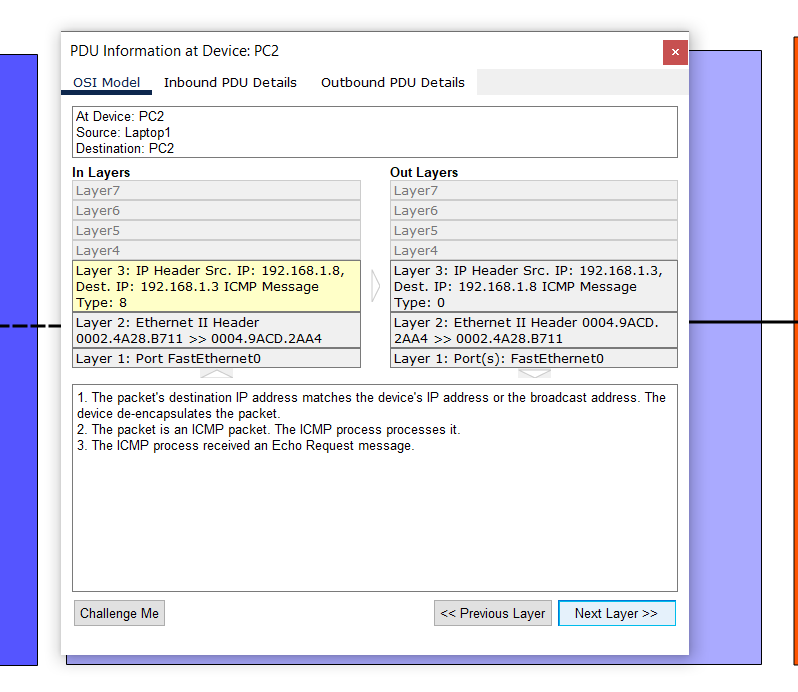 PDU Information at Device: PC2
×
OSI Model Inbound PDU Details Outbound PDU Details
At Device: PC2
Source: Laptop1
Destination: PC2
In Layers
Layer7
Layer6
Layer5
Layer4
Layer 3: IP Header Src. IP: 192.168.1.8,
Dest. IP: 192.168.1.3 ICMP Message
Type: 8
Layer 2: Ethernet II Header
0002.4A28.B711 >> 0004.9ACD.2AA4
Layer 1: Port FastEthernet0
Out Layers
Layer7
Layer6
Layer5
Layer4
Layer 3: IP Header Src. IP: 192.168.1.3,
Dest. IP: 192.168.1.8 ICMP Message
Type: 0
Layer 2: Ethernet II Header 0004.9ACD.
2AA4 >> 0002.4A28.B711
Layer 1: Port(s): FastEthernet0
1. The packet's destination IP address matches the device's IP address or the broadcast address. The
device de-encapsulates the packet.
2. The packet is an ICMP packet. The ICMP process processes it.
3. The ICMP process received an Echo Request message.
Challenge Me
<< Previous Layer
Next Layer >>